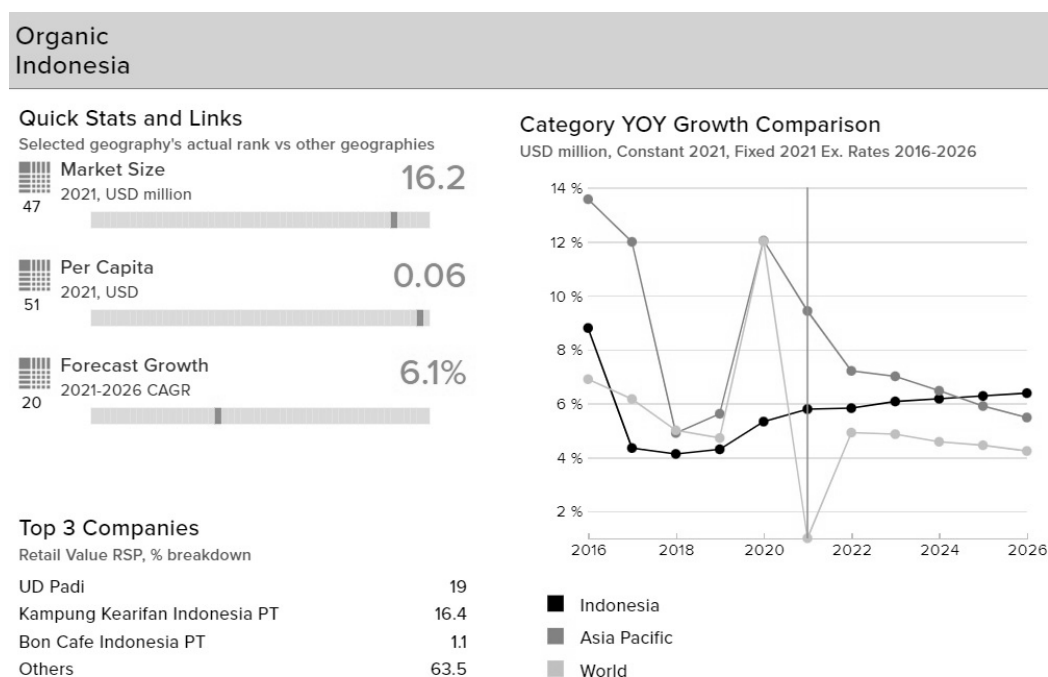 Organic
Indonesia
Quick Stats and Links
Selected geography's actual rank vs other geographies
Market Size
2021, USD million
16.2
47
Per Capita
2021, USD
0.06
51
Forecast Growth
2021-2026 CAGR
6.1%
20
Top 3 Companies
Retail Value RSP, % breakdown
UD Padi 19
Kampung Kearifan Indonesia PT 16.4
Bon Cafe Indonesia PT 1.1
Others 63.5
Category YOY Growth Comparison
USD million, Constant 2021, Fixed 2021 Ex. Rates 2016-2026
14 %
12 %
10 %
8 %
6 %
4 %
2 %
2016 2018 2020 2022 2024 2026
Indonesia
Asia Pacific
World